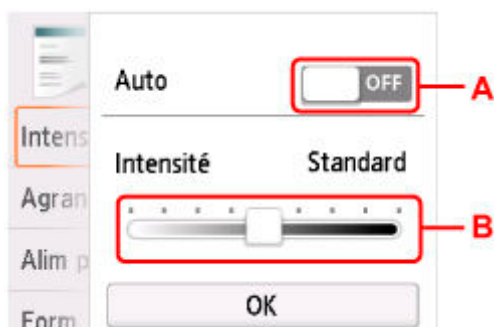 Auto
OFF
A
Intens
Intensité
Standard
Agran
B
Alim p
OK
Form